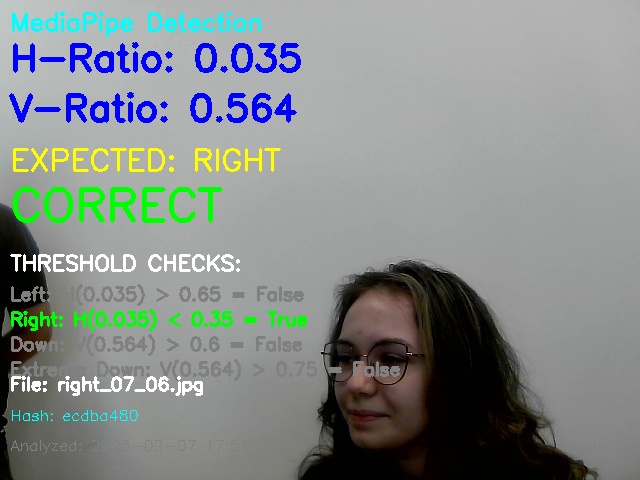 MediaPipe Detection
H-Ratio: 0.035
V-Ratio: 0.564
EXPECTED: RIGHT
CORRECT
THRESHOLD CHECKS:
Left: H(0.035) > 0.65 = False
Right: H(0.035) < 0.35 = True
Down: V(0.564) > 0.6 = False
Extreme Down: V(0.564) > 0.75 = False
File: right_07_06.jpg
Hash: ecdba480
Analyzed: